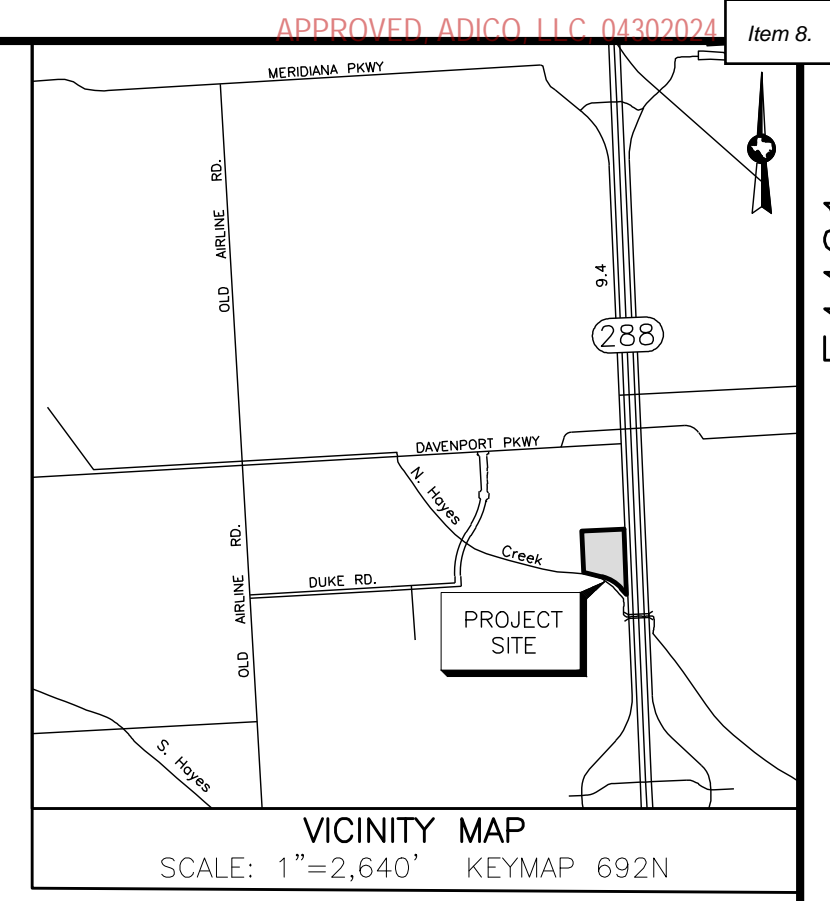 APPROVED, ADICO, LLC, 04302024
Item 8.
MERIDIANA PKWY
OLD AIRLINE RD.
9.4
288
DAVENPORT PKWY
N. Hayes
Creek
OLD AIRLINE RD.
DUKE RD.
PROJECT
SITE
S. Hayes
VICINITY MAP
SCALE: 1"=2,640' KEYMAP 692N